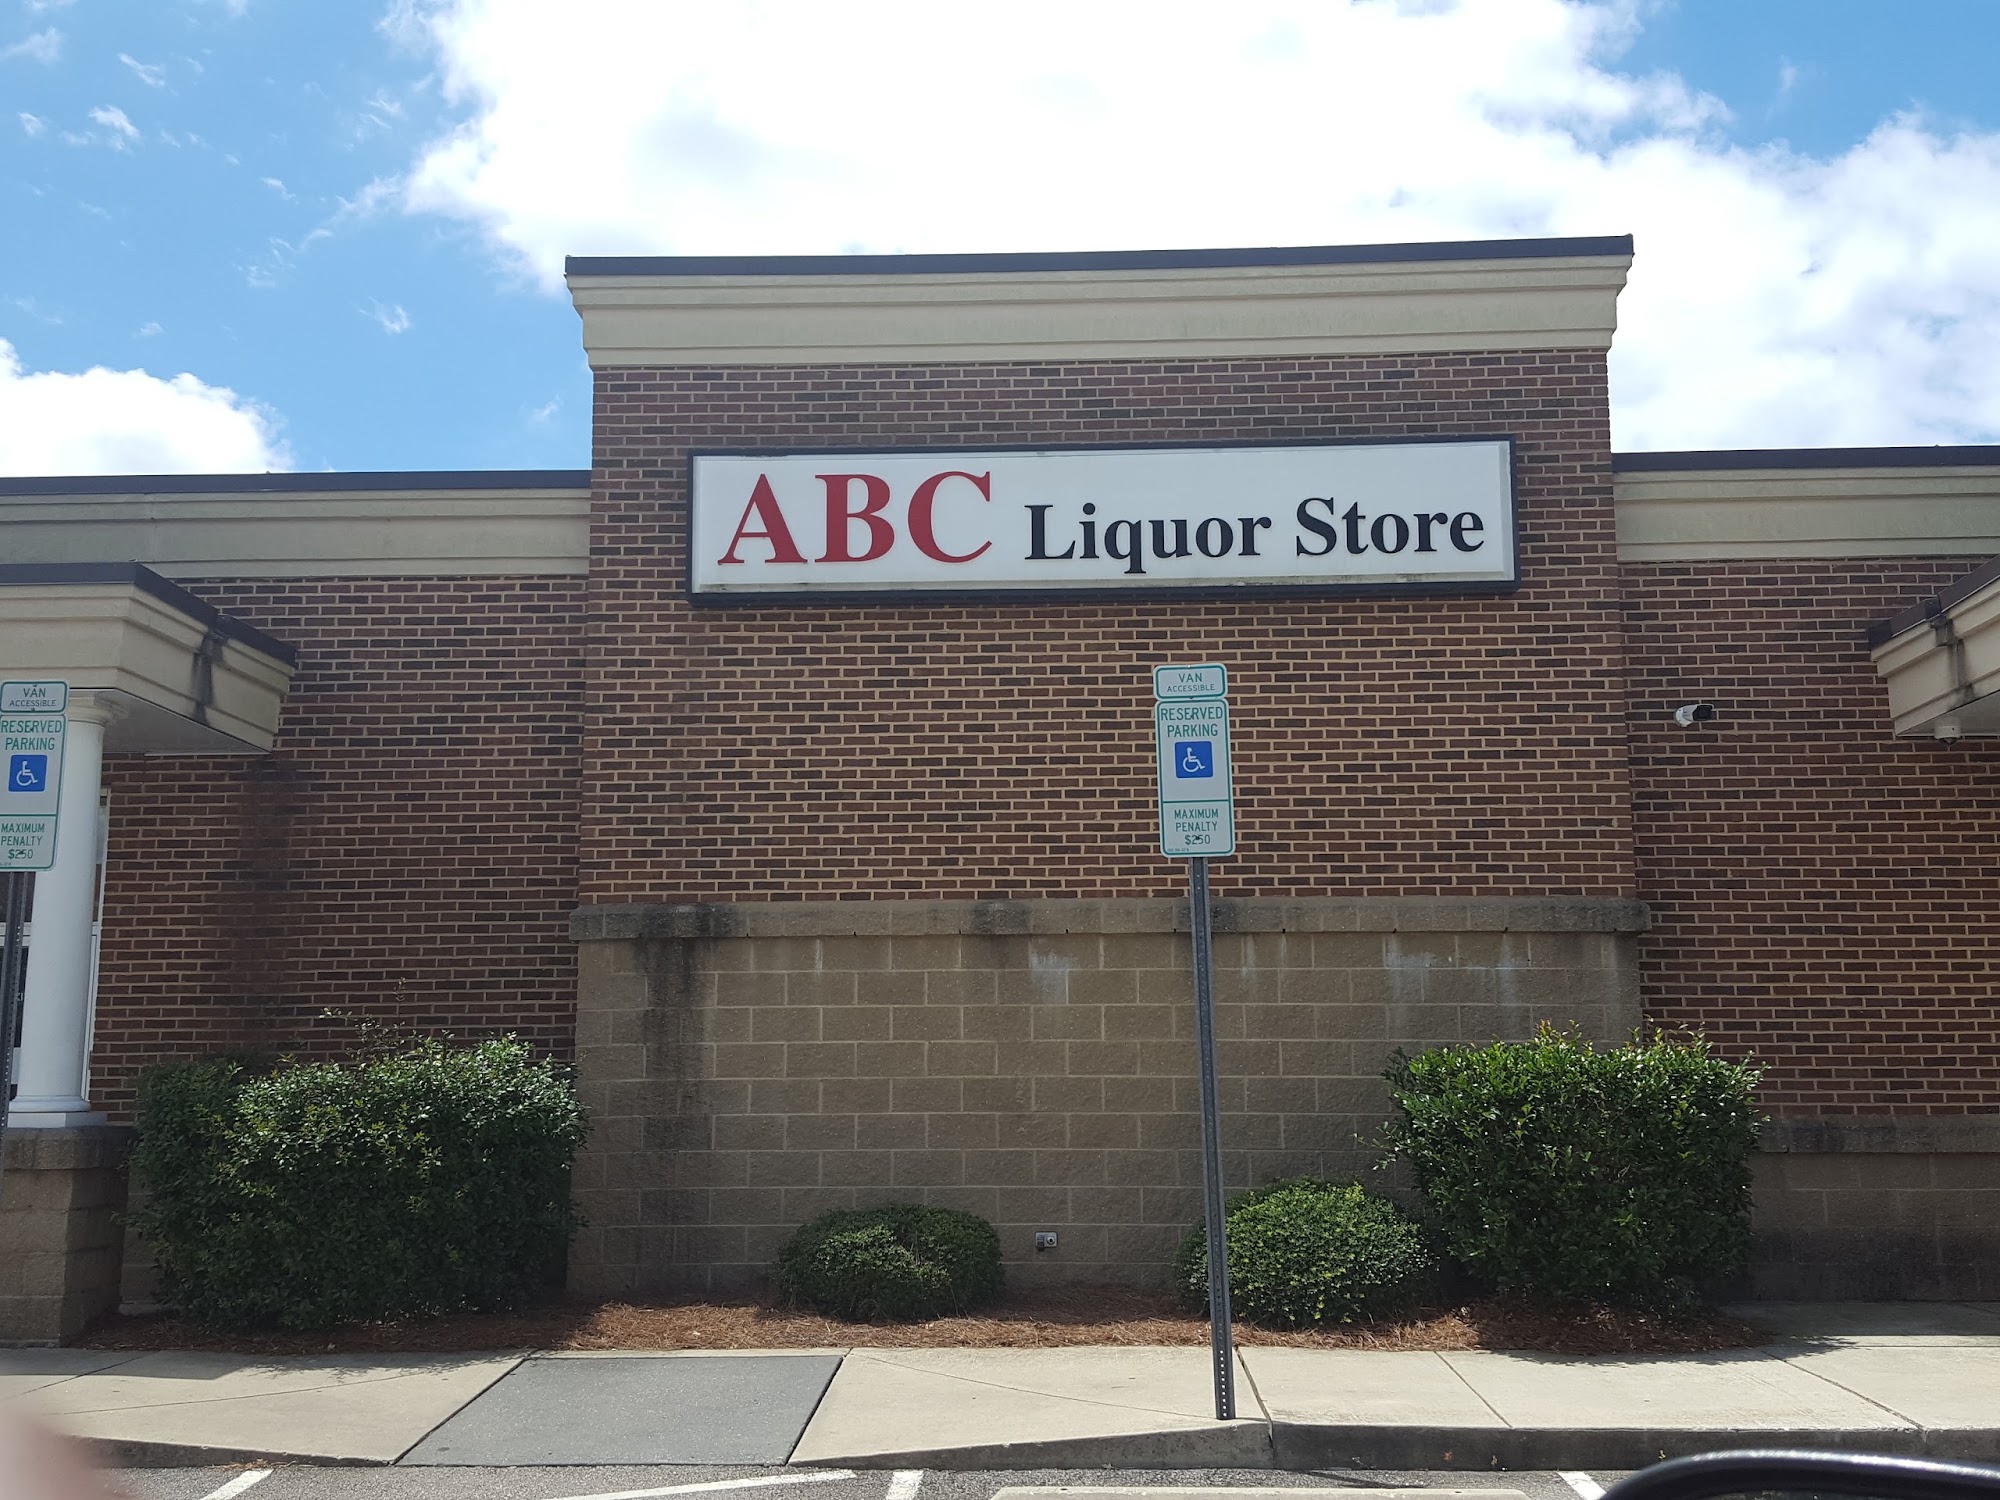 ABC Liquor Store
VAN
ACCESSIBLE
RESERVED
PARKING
MAXIMUM
PENALTY
$250
VAN
ACCESSIBLE
RESERVED
PARKING
MAXIMUM
PENALTY
$250